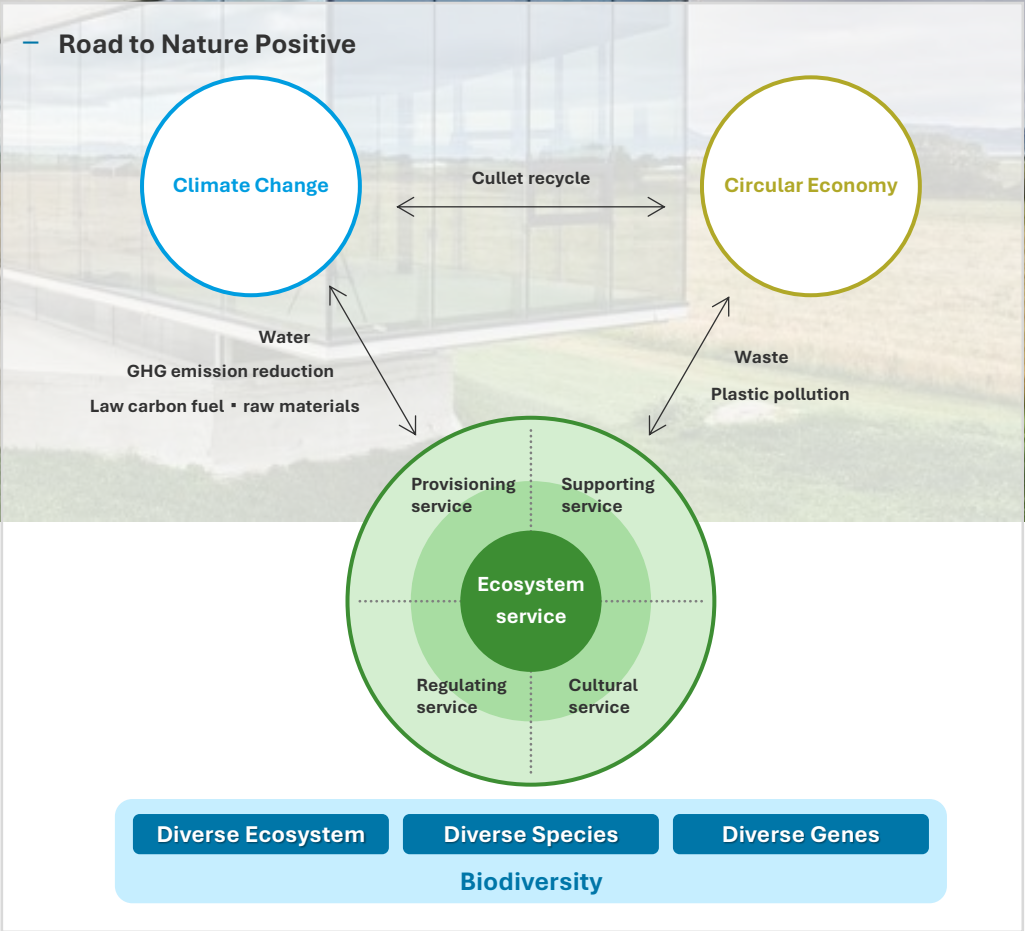 Road to Nature Positive
Climate Change
Cullet recycle
Circular Economy
Water
GHG emission reduction
Law carbon fuel・raw materials
Waste
Plastic pollution
Provisioning
service
Supporting
service
Ecosystem
service
Regulating
service
Cultural
service
Diverse Ecosystem
Diverse Species
Diverse Genes
Biodiversity